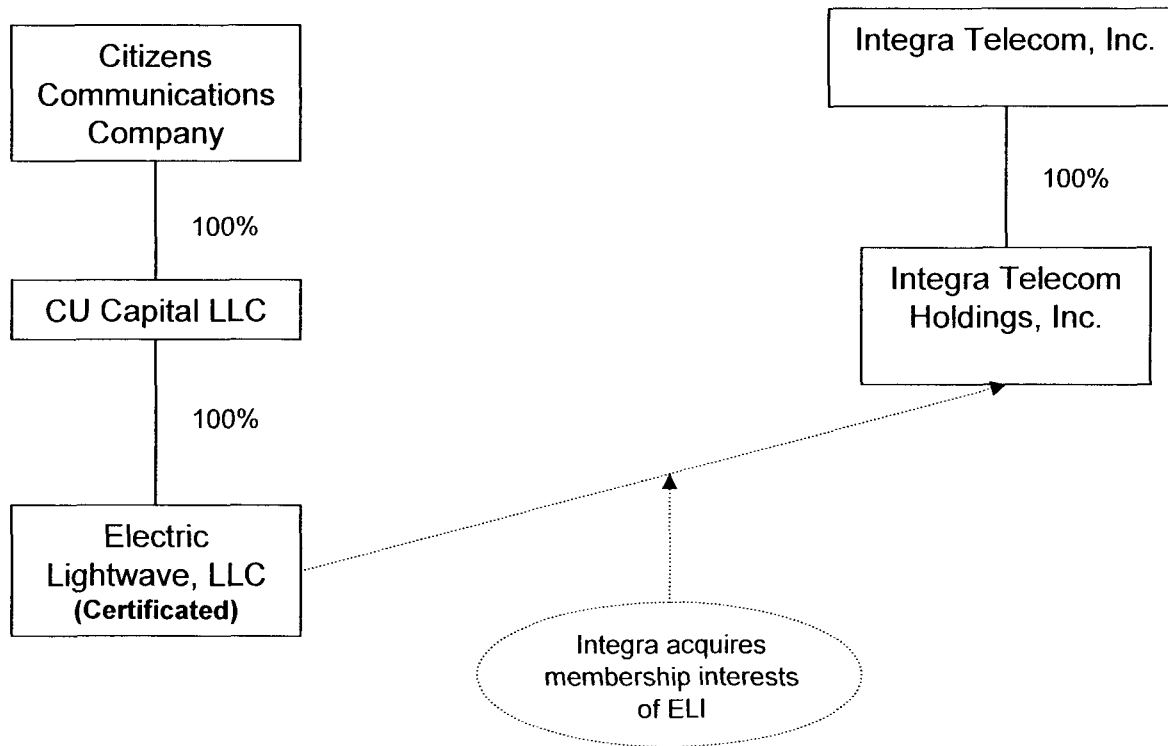 Citizens
Communications
Company
100%
CU Capital LLC
100%
Electric
Lightwave, LLC
(Certificated)
Integra Telecom, Inc.
100%
Integra Telecom
Holdings, Inc.
Integra acquires
membership interests
of ELI